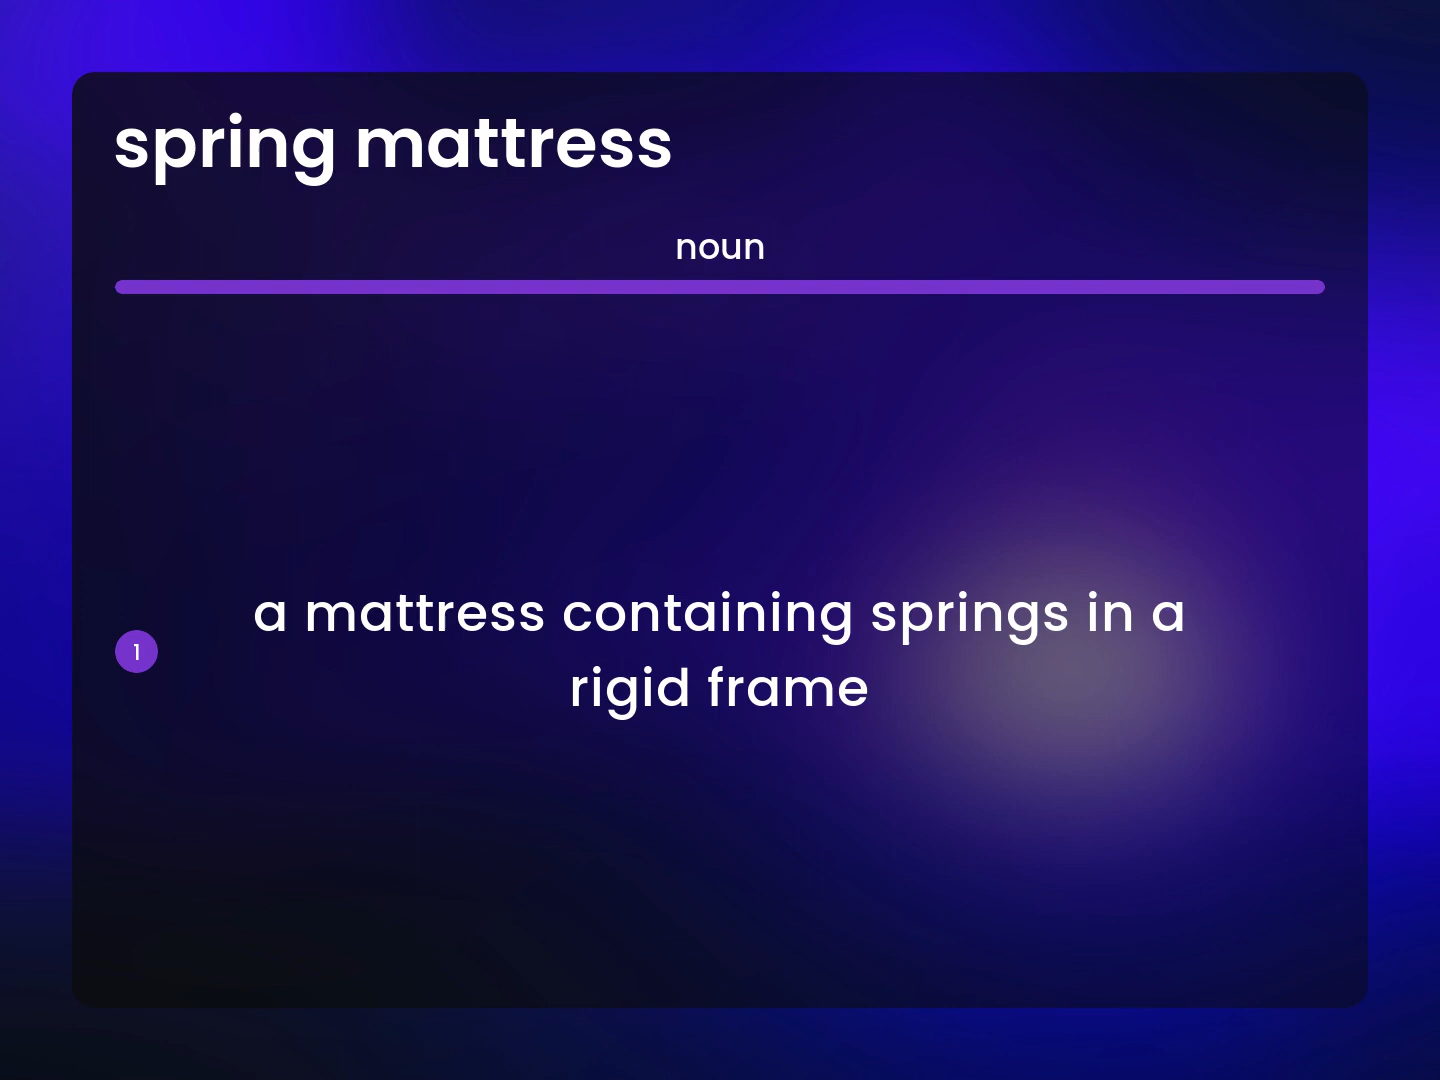 spring mattress
noun
1
a mattress containing springs in a
rigid frame